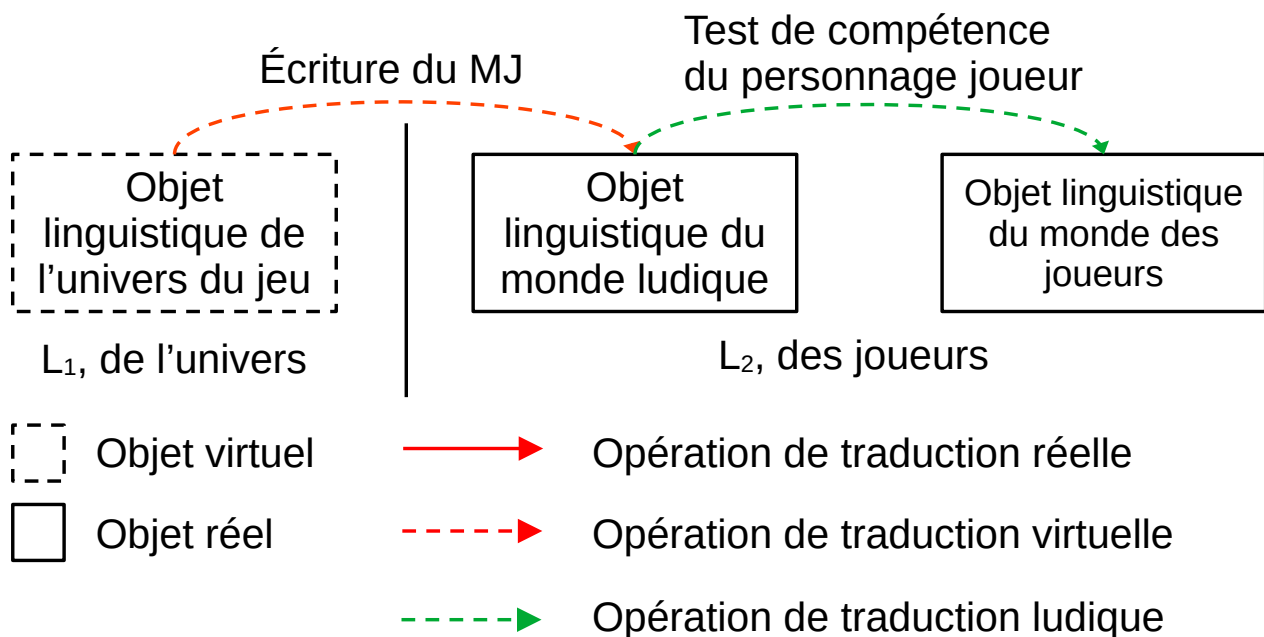 Écriture du MJ
Test de compétence
du personnage joueur
Objet
linguistique de
l’univers du jeu
Objet
linguistique du
monde ludique
Objet linguistique
du monde des
joueurs
L₁, de l’univers
L₂, des joueurs
Objet virtuel
Opération de traduction réelle
Objet réel
Opération de traduction virtuelle
Opération de traduction ludique